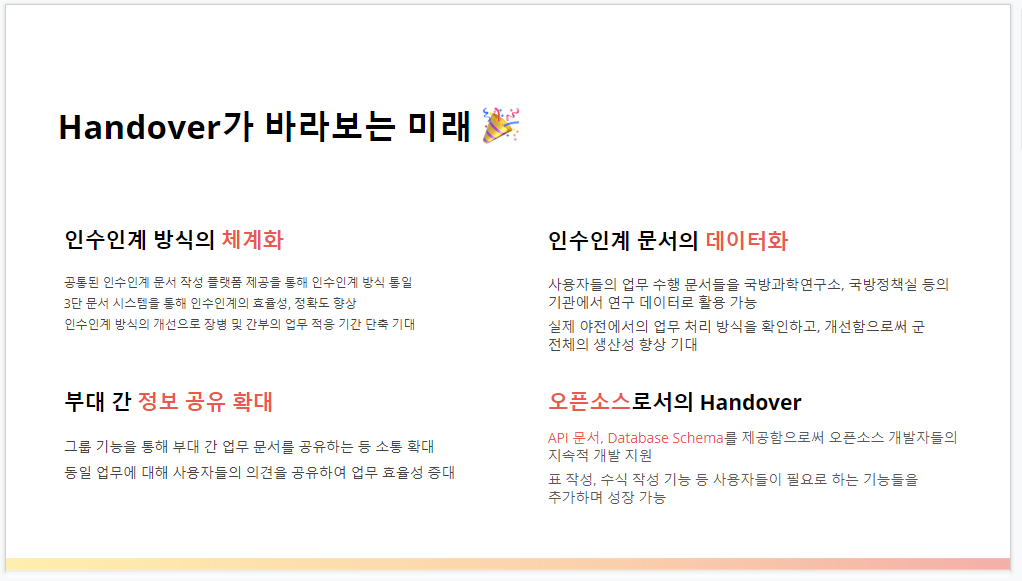 Handover가 바라보는 미래 🎉
인수인계 방식의 체계화
공통된 인수인계 문서 작성 플랫폼 제공을 통해 인수인계 방식 통일
3단 문서 시스템을 통해 인수인계의 효율성, 정확도 향상
인수인계 방식의 개선으로 장병 및 간부의 업무 적응 기간 단축 기대
인수인계 문서의 데이터화
사용자들의 업무 수행 문서들을 국방과학연구소, 국방정책실 등의
기관에서 연구 데이터로 활용 가능
실제 야전에서의 업무 처리 방식을 확인하고, 개선함으로써 군
전체의 생산성 향상 기대
부대 간 정보 공유 확대
그룹 기능을 통해 부대 간 업무 문서를 공유하는 등 소통 확대
동일 업무에 대해 사용자들의 의견을 공유하여 업무 효율성 증대
오픈소스로서의 Handover
API 문서, Database Schema를 제공함으로써 오픈소스 개발자들의
지속적 개발 지원
표 작성, 수식 작성 기능 등 사용자들이 필요로 하는 기능들을
추가하며 성장 가능